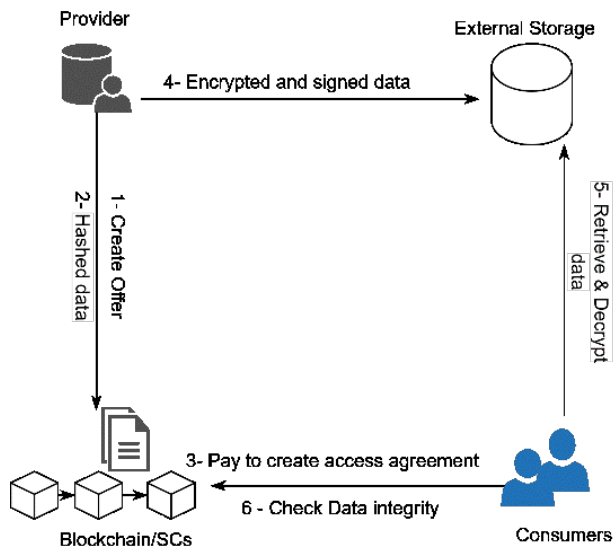 Provider
External Storage
4- Encrypted and signed data
1- Create Offer
2- Hashed data
5- Retrieve & Decrypt
data
3- Pay to create access agreement
6 - Check Data integrity
Blockchain/SCs
Consumers